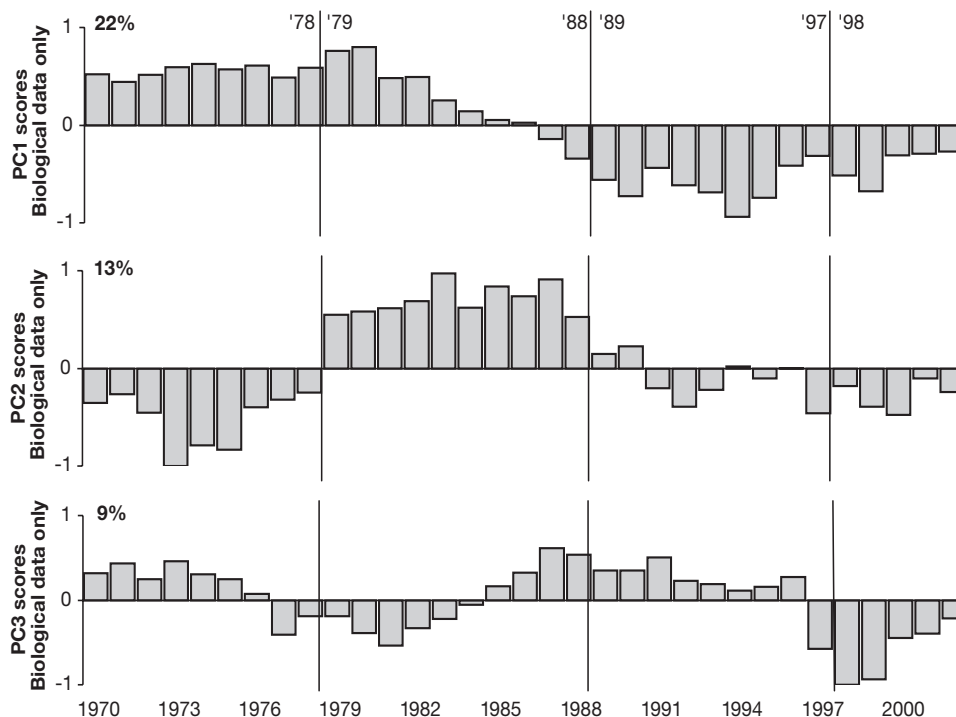 22%
'78 '79
'88 '89
'97 '98
1
0
-1
PC1 scores
Biological data only
13%
1
0
-1
PC2 scores
Biological data only
9%
1
0
-1
PC3 scores
Biological data only
1970 1973 1976 1979 1982 1985 1988 1991 1994 1997 2000